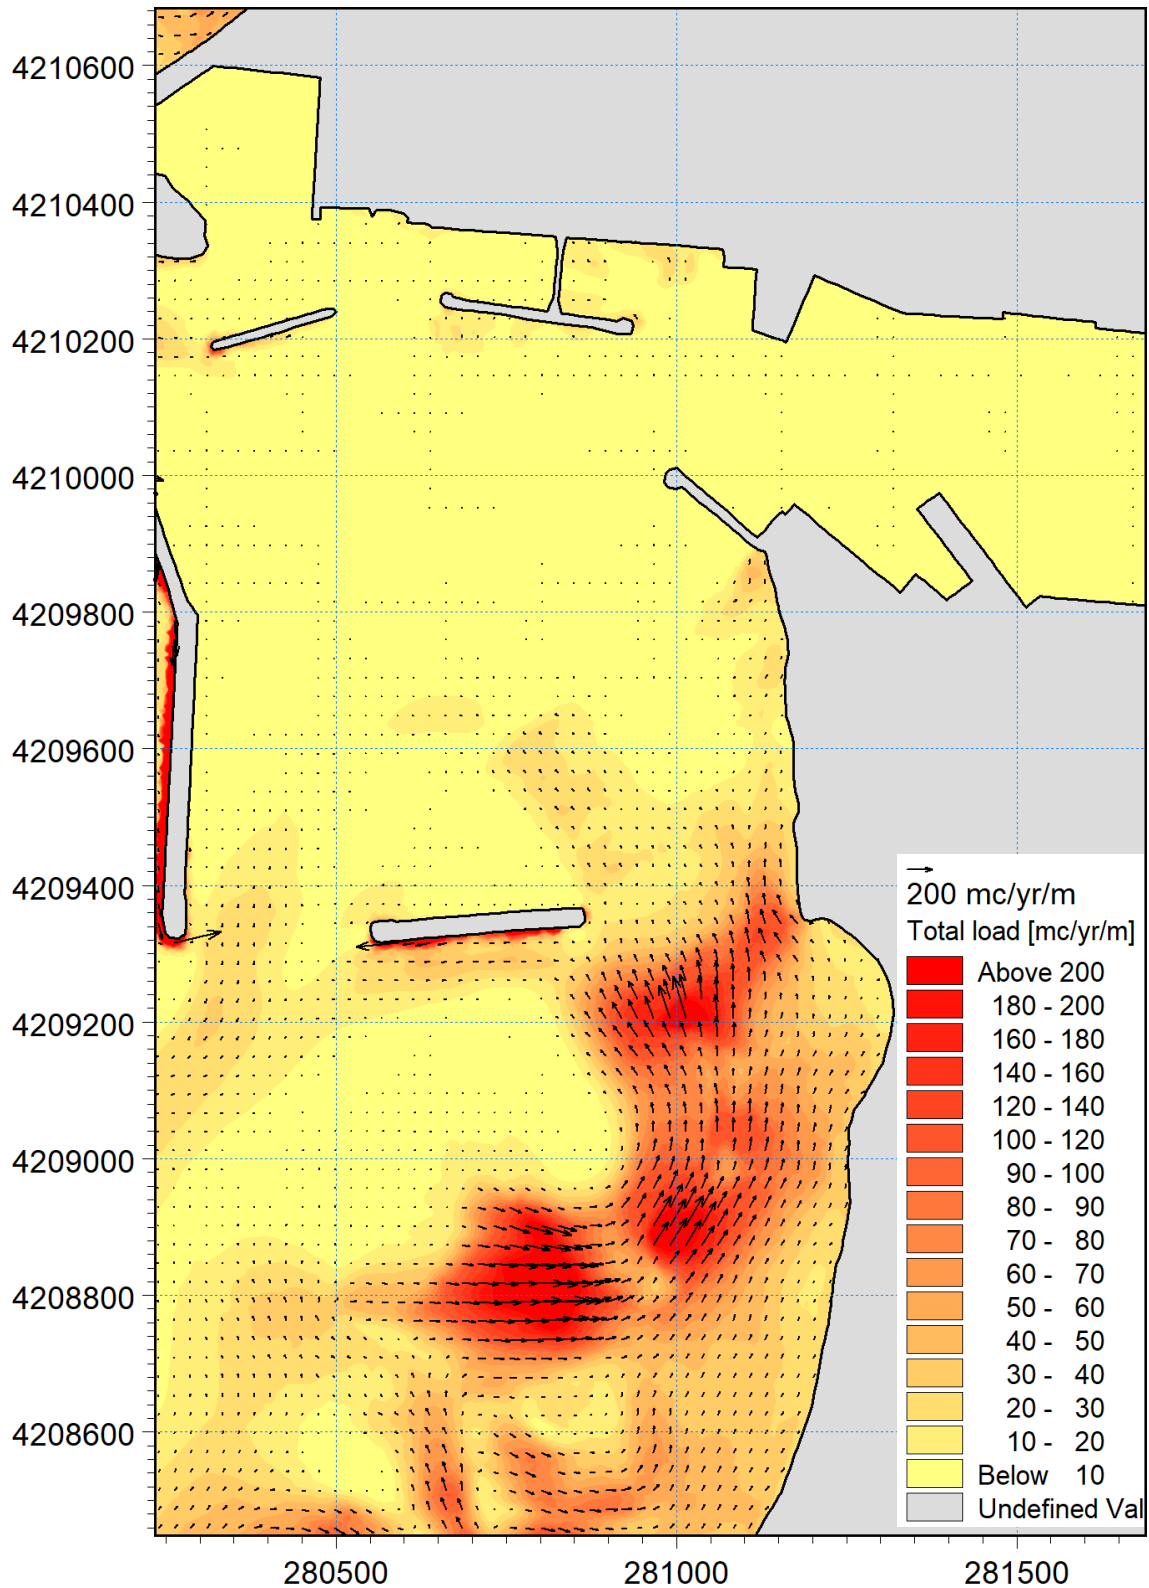 4210600
4210400
4210200
4210000
4209800
4209600
4209400
4209200
4209000
4208800
4208600
280500
281000
281500
200 mc/yr/m
Total load [mc/yr/m]
Above 200
180 - 200
160 - 180
140 - 160
120 - 140
100 - 120
90 - 100
80 - 90
70 - 80
60 - 70
50 - 60
40 - 50
30 - 40
20 - 30
10 - 20
Below 10
Undefined Val